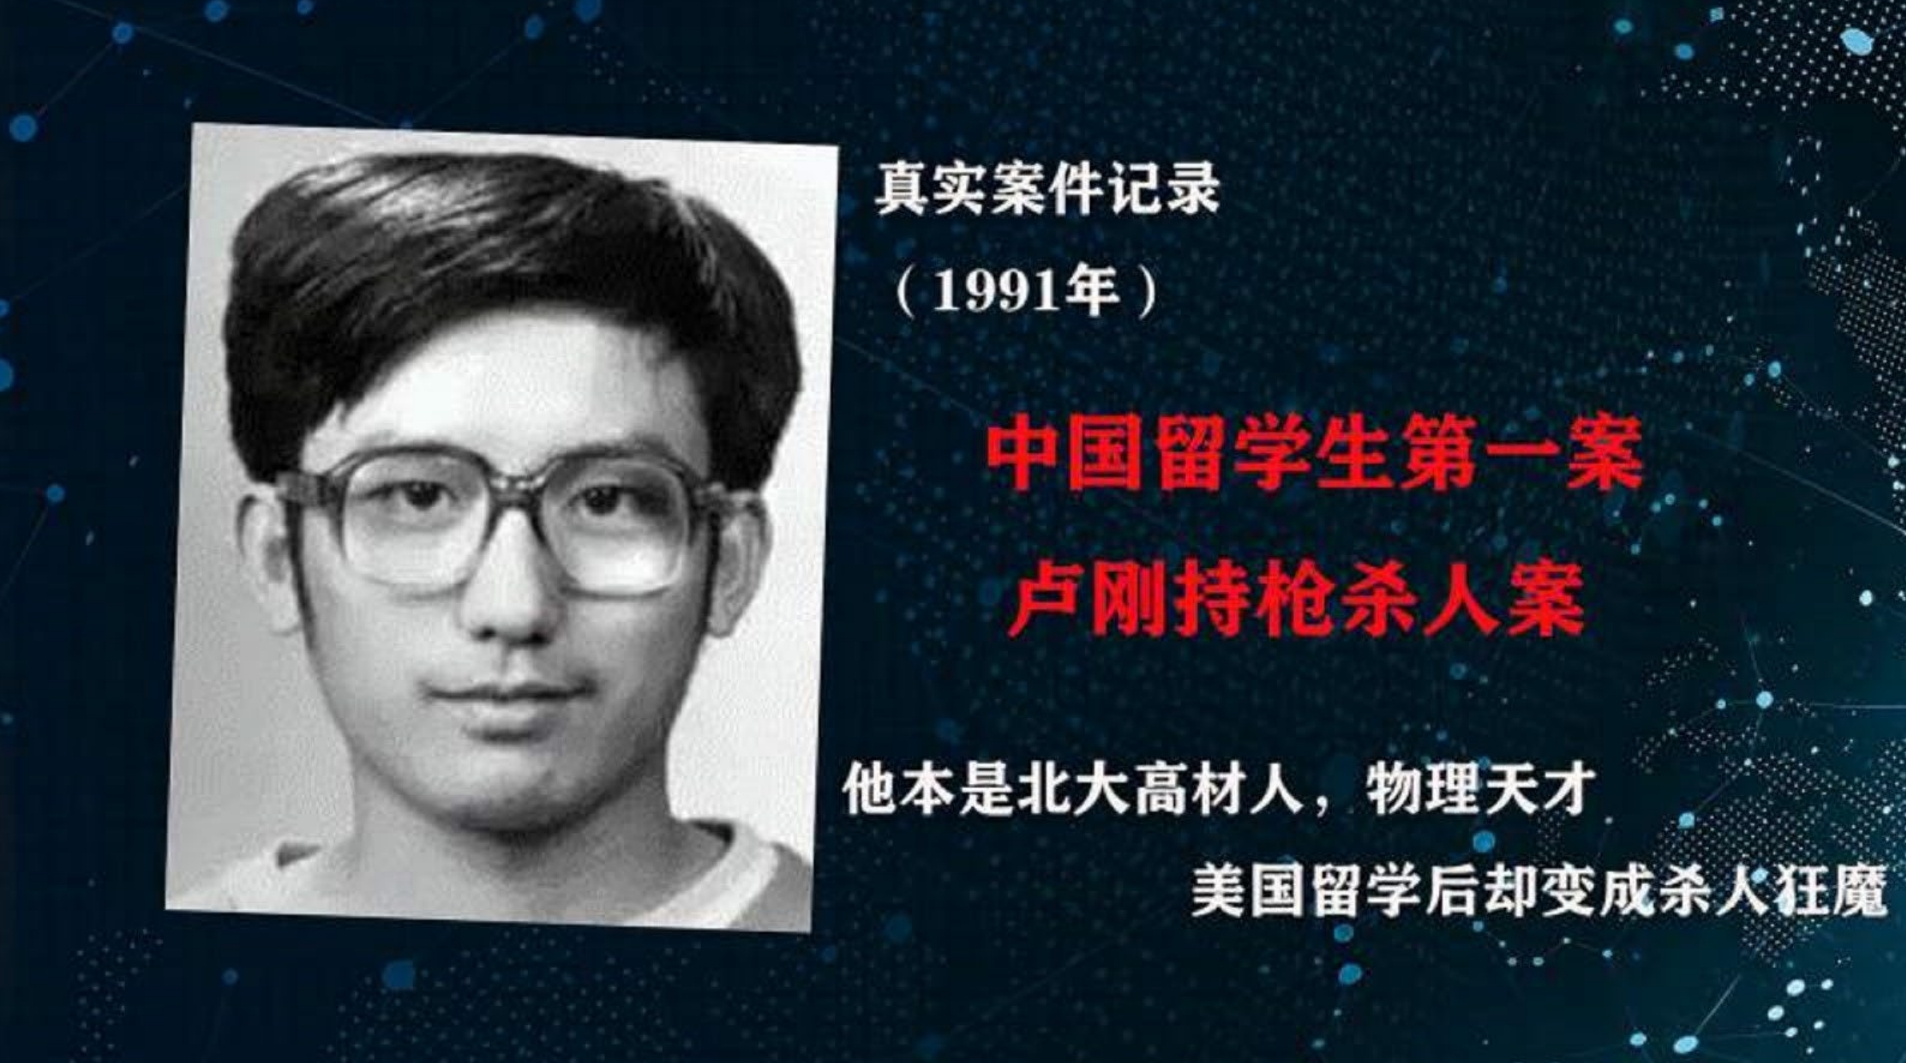 真实案件记录
（1991年）
中国留学生第一案
卢刚持枪杀人案
他本是北大高材人，物理天才
美国留学后却变成杀人狂魔